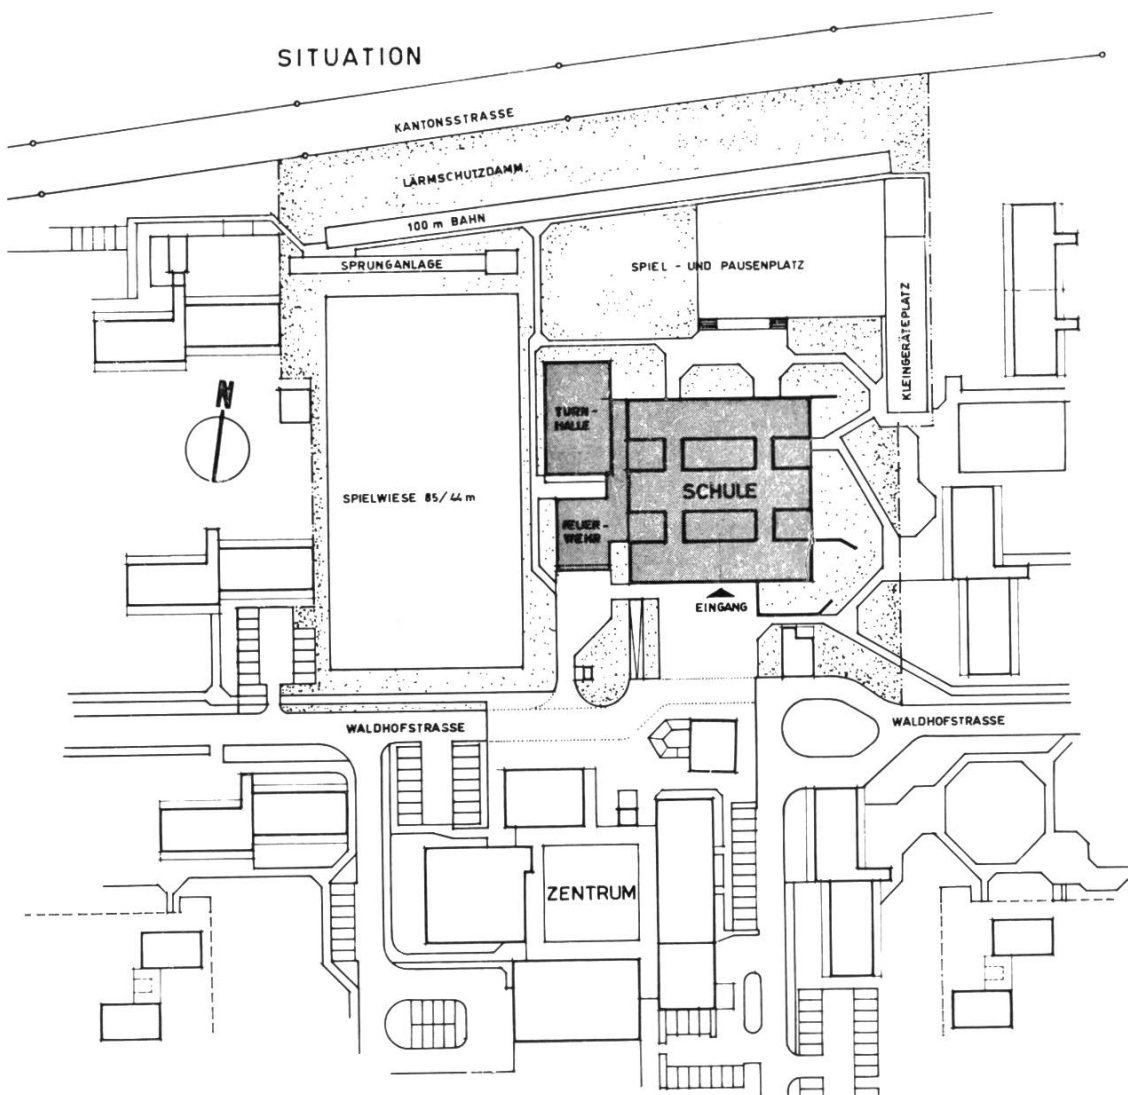 SITUATION
KANTONSSTRASSE
LÄRMSCHUTZDAMM
100 m BAHN
SPRUNGANLAGE
SPIEL - UND PAUSENPLATZ
KLEINGERÄTEPLATZ
N
TURN-
HALLE
SPIELWIESE 85/44 m
SCHULE
FEUER-
WEHR
EINGANG
WALDHOFSTRASSE
WALDHOFSTRASSE
ZENTRUM